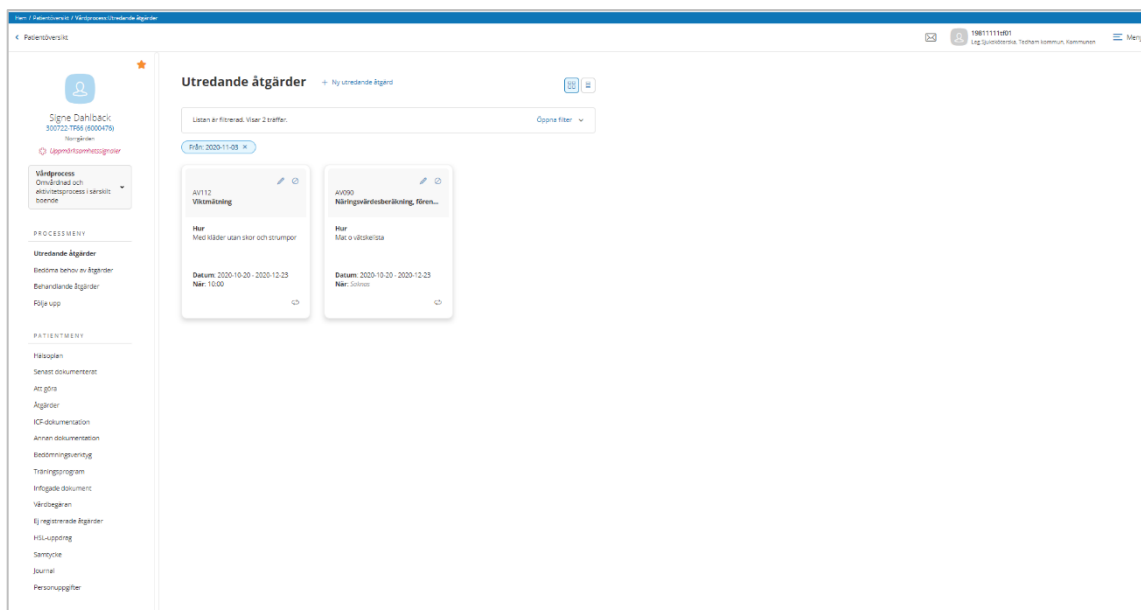 Hem / Patientöversikt / Vårdprocess:Utredande åtgärder
Patientöversikt
19811111tf01
Leg Sjuksköterska, Tedham kommun, Kommunen
Meny
Signe Dahlbäck
300722-TF66 (6000476)
Norrgården
Uppmärksamhetssignaler
Vårdprocess
Omvårdnad och
aktivitetsprocess i särskilt
boende
PROCESSMENY
Utredande åtgärder
Bedöma behov av åtgärder
Behandlande åtgärder
Följa upp
PATIENTMENY
Hälsoplan
Senast dokumenterat
Att göra
Åtgärder
ICF-dokumentation
Annan dokumentation
Bedömningsverktyg
Träningsprogram
Infogade dokument
Vårdbegäran
Ej registrerade åtgärder
HSL-uppdrag
Samtycke
Journal
Personuppgifter
Utredande åtgärder
+ Ny utredande åtgärd
Listan är filtrerad. Visar 2 träffar.
Öppna filter
Från: 2020-11-03 ×
AV112
Viktmätning
Hur
Med kläder utan skor och strumpor
Datum: 2020-10-20 - 2020-12-23
När: 10:00
AV090
Näringsvärdesberäkning, fören...
Hur
Mat o vätskelista
Datum: 2020-10-20 - 2020-12-23
När: Saknas